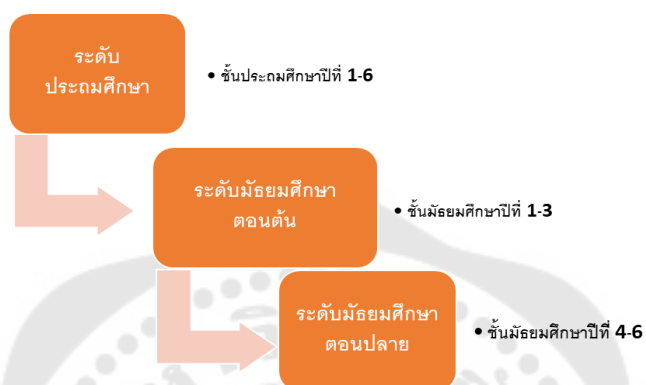 ระดับ
ประถมศึกษา
• ชั้นประถมศึกษาปีที่ 1-6
ระดับมัธยมศึกษา
ตอนต้น
• ชั้นมัธยมศึกษาปีที่ 1-3
ระดับมัธยมศึกษา
ตอนปลาย
• ชั้นมัธยมศึกษาปีที่ 4-6